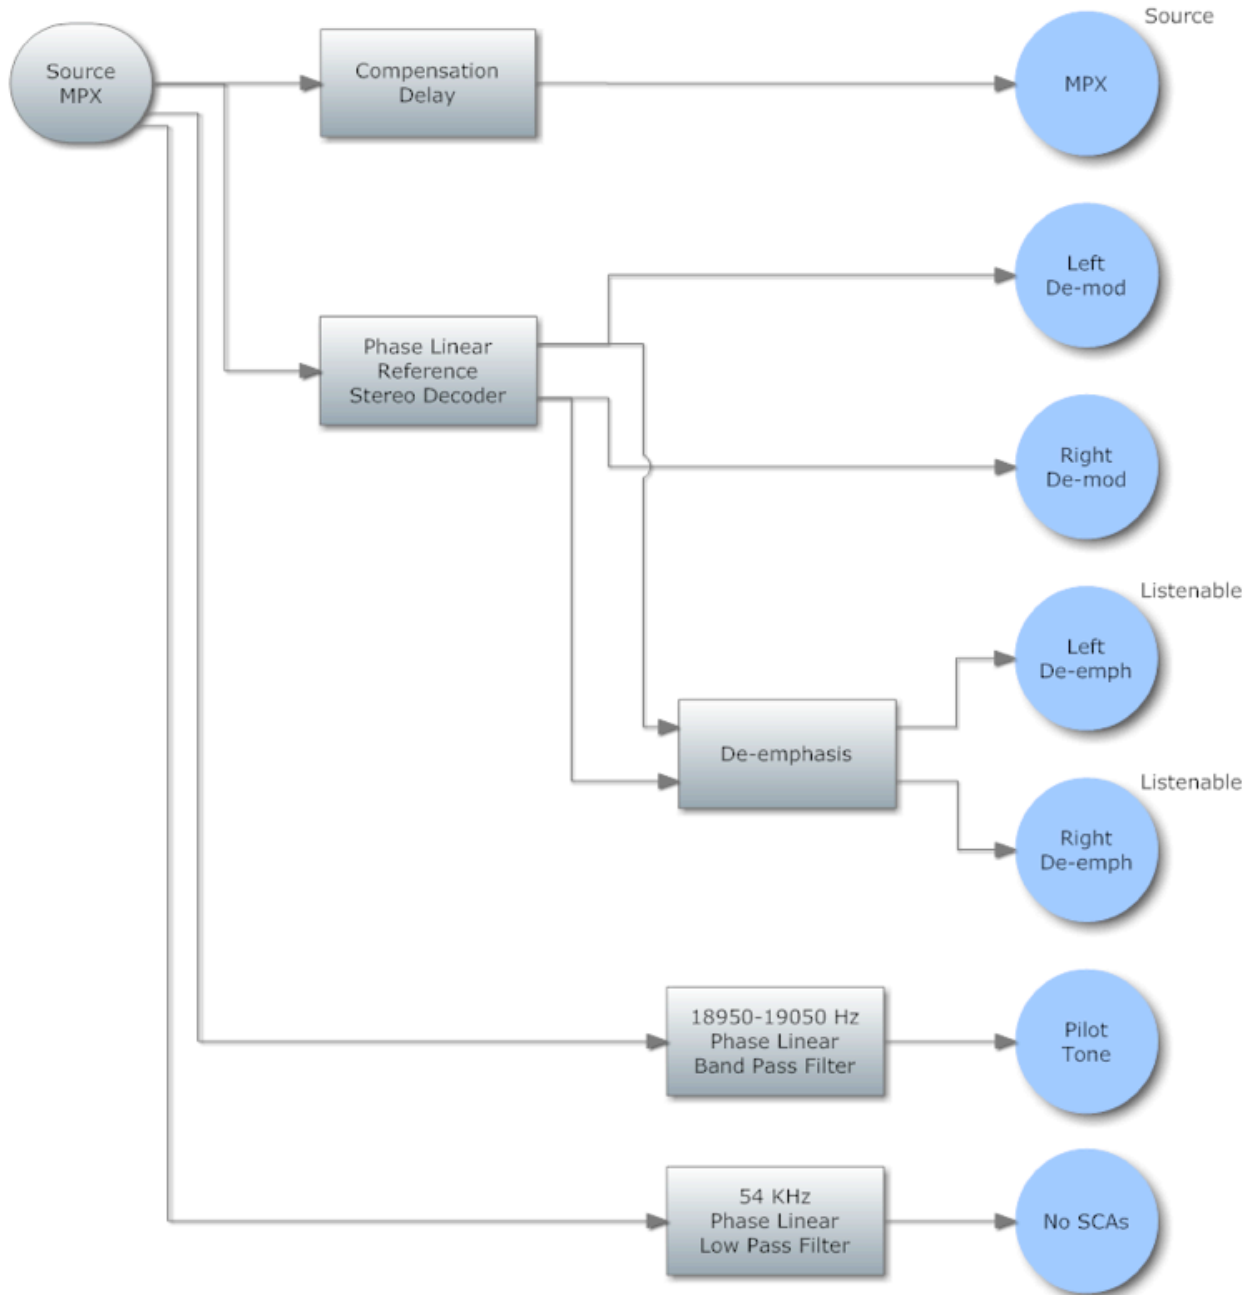 Source
Source
MPX
Compensation
Delay
MPX
Left
De-mod
Phase Linear
Reference
Stereo Decoder
Right
De-mod
Listenable
Left
De-emph
De-emphasis
Listenable
Right
De-emph
18950-19050 Hz
Phase Linear
Band Pass Filter
Pilot
Tone
54 KHz
Phase Linear
Low Pass Filter
No SCAs